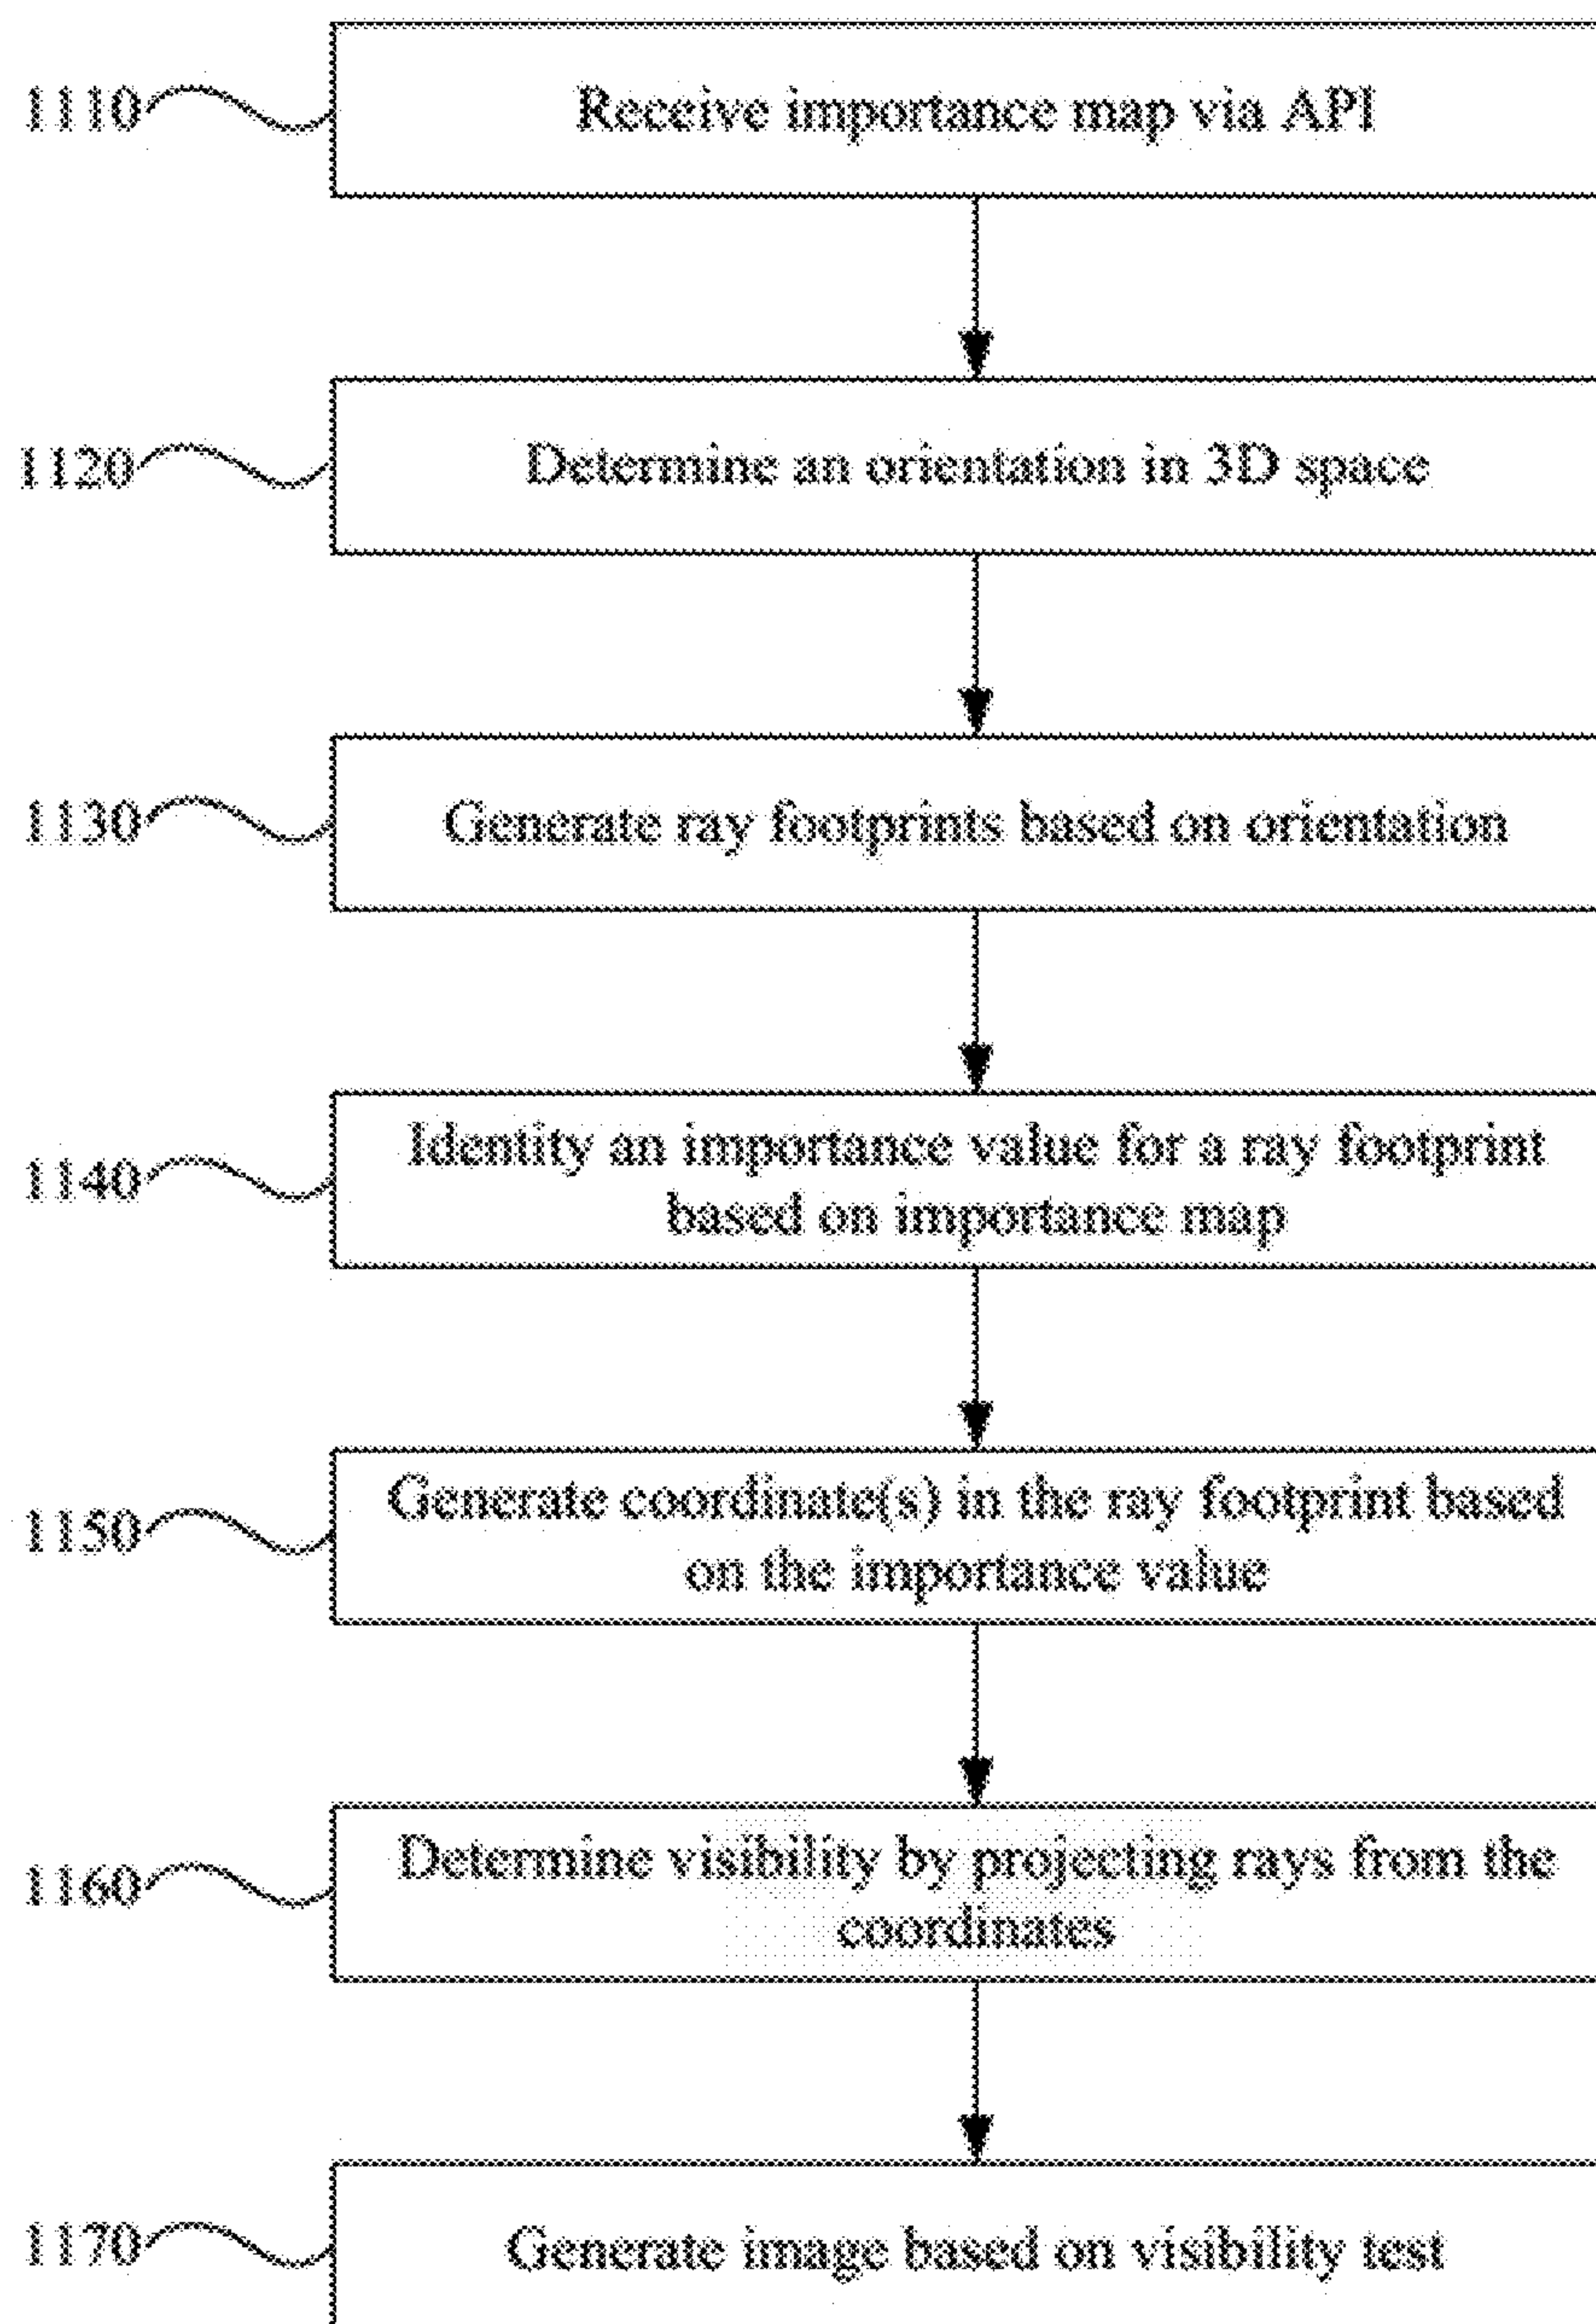 1110
Receive importance map via API
1120
Determine an orientation in 3D space
1130
Generate ray footprints based on orientation
1140
Identity an importance value for a ray footprint
based on importance map
1150
Generate coordinate(s) in the ray footprint based
on the importance value
1160
Determine visibility by projecting rays from the
coordinates
1170
Generate image based on visibility test